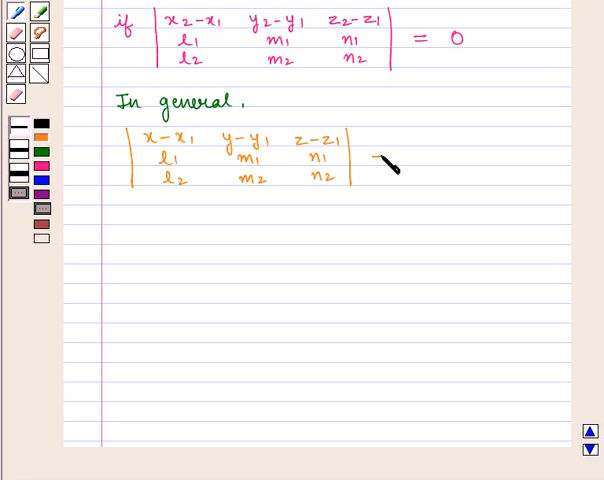 if | x₂-x₁ y₂-y₁ z₂-z₁ |
| l₁ m₁ n₁ | = 0
| l₂ m₂ n₂ |
In general,
| x-x₁ y-y₁ z-z₁ |
| l₁ m₁ n₁ | -
| l₂ m₂ n₂ |